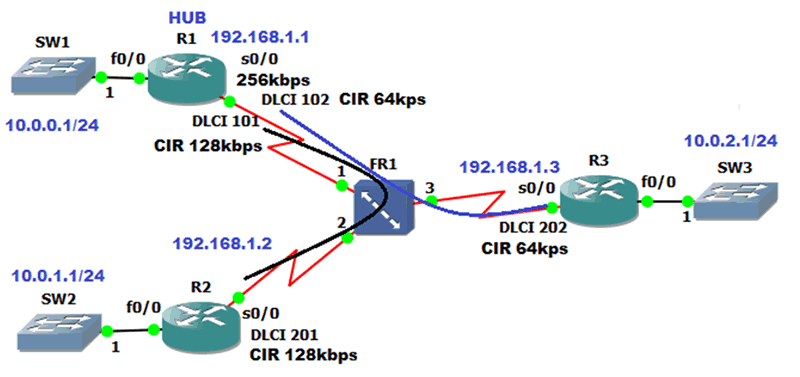 HUB
SW1
R1
192.168.1.1
f0/0
s0/0
256kbps
1
DLCI 102
CIR 64kps
10.0.0.1/24
DLCI 101
CIR 128kbps
FR1
1
3
2
192.168.1.3
R3
10.0.2.1/24
s0/0
f0/0
SW3
1
DLCI 202
CIR 64kps
192.168.1.2
10.0.1.1/24
SW2
R2
f0/0
s0/0
1
DLCI 201
CIR 128kbps